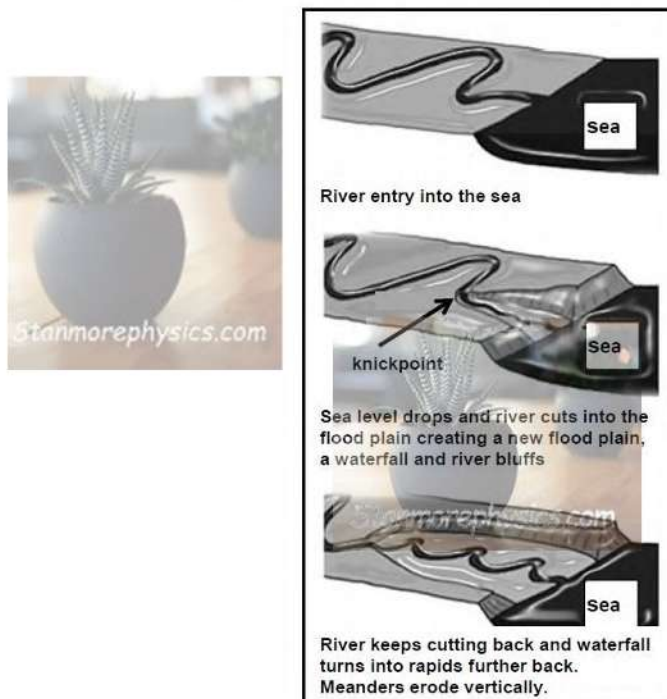 Stanmorephysics.com
Sea
River entry into the sea
knickpoint
Sea
Sea level drops and river cuts into the
flood plain creating a new flood plain,
a waterfall and river bluffs
Stanmorephysics.com
Sea
River keeps cutting back and waterfall
turns into rapids further back.
Meanders erode vertically.